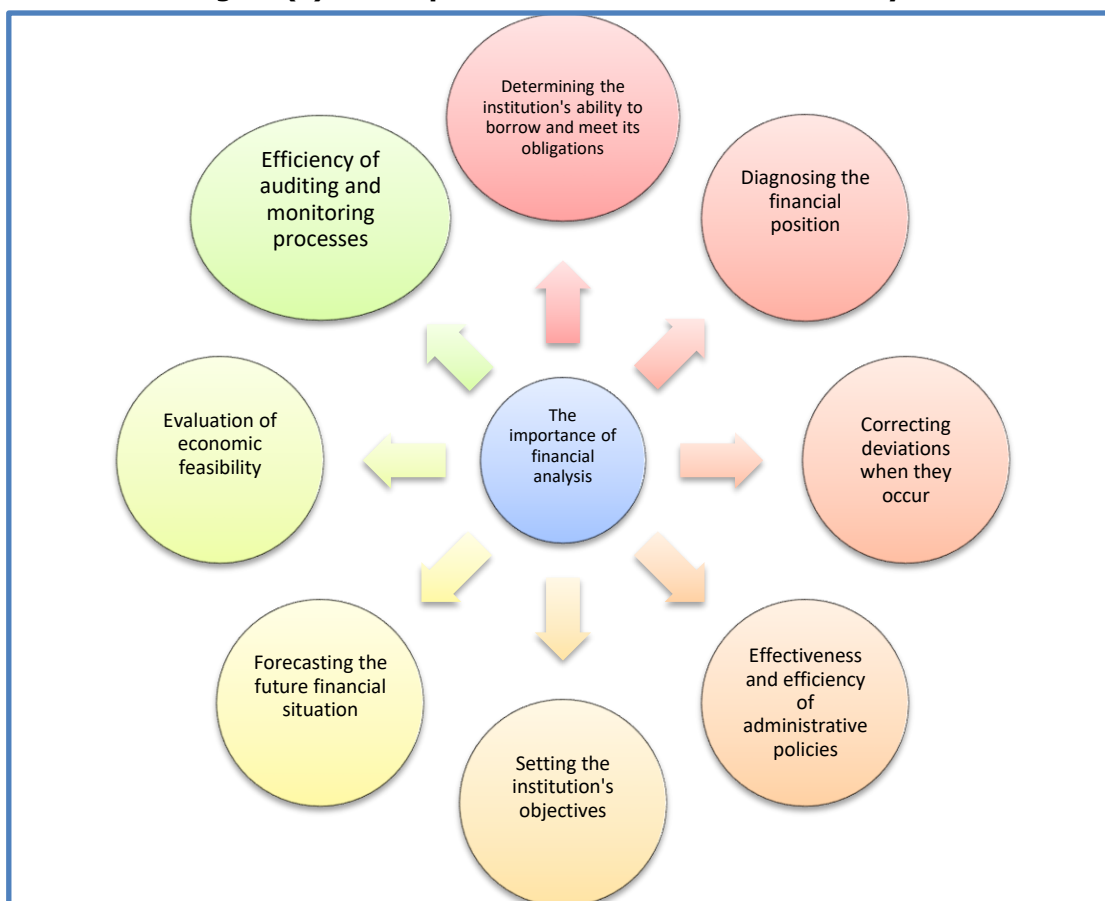 Determining the
institution's ability to
borrow and meet its
obligations
Diagnosing the
financial
position
Correcting
deviations
when they
occur
Effectiveness
and efficiency
of
administrative
policies
Setting the
institution's
objectives
Forecasting the
future financial
situation
Evaluation of
economic
feasibility
Efficiency of
auditing and
monitoring
processes
The
importance of
financial
analysis